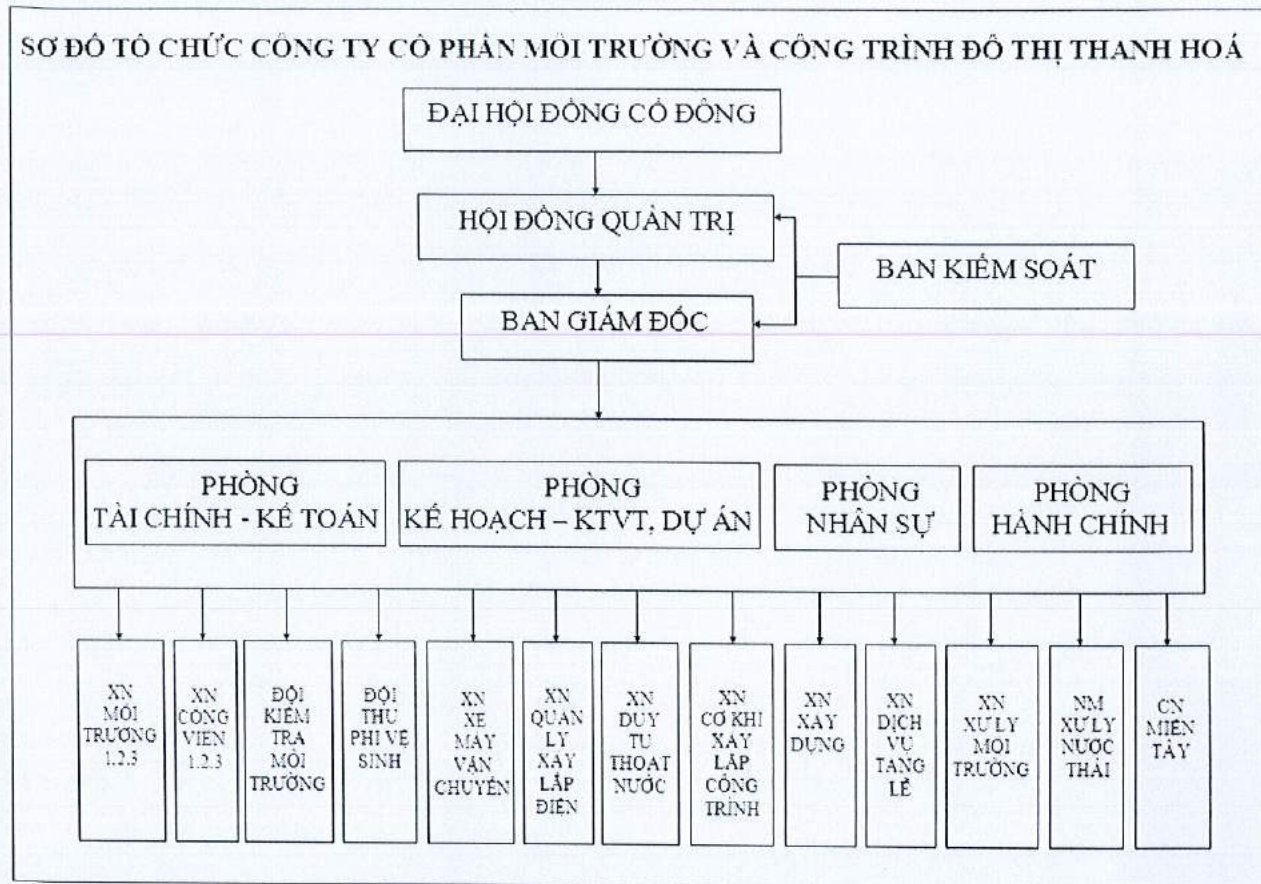 SƠ ĐỒ TỔ CHỨC CÔNG TY CỔ PHẦN MÔI TRƯỜNG VÀ CÔNG TRÌNH ĐÔ THỊ THANH HOÁ
ĐẠI HỘI ĐỒNG CỔ ĐÔNG
HỘI ĐỒNG QUẢN TRỊ
BAN KIỂM SOÁT
BAN GIÁM ĐỐC
PHÒNG
TÀI CHÍNH - KẾ TOÁN
PHÒNG
KẾ HOẠCH – KTVT, DỰ ÁN
PHÒNG
NHÂN SỰ
PHÒNG
HÀNH CHÍNH
XN
MÔI
TRƯỜNG
1.2.3
XN
CÔNG
VIÊN
1.2.3
ĐỘI
KIỂM
TRA
MÔI
TRƯỜNG
ĐỘI
THU
PHÍ VỆ
SINH
XN
XE
MÁY
VẬN
CHUYỂN
XN
QUẢN
LÝ
XÂY
LẮP
ĐIỆN
XN
DUY
TU
THOÁT
NƯỚC
XN
CƠ KHÍ
XÂY
LẮP
CÔNG
TRÌNH
XN
XÂY
DỰNG
XN
DỊCH
VỤ
TANG
LỄ
XN
XỬ LÝ
MÔI
TRƯỜNG
NM
XỬ LÝ
NƯỚC
THẢI
CN
MIỀN
TÂY